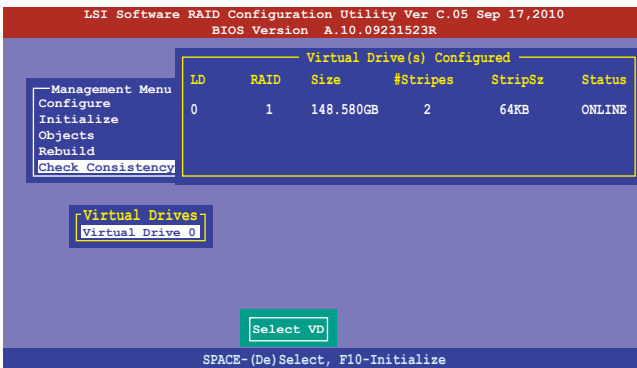 LSI Software RAID Configuration Utility Ver C.05 Sep 17,2010
BIOS Version A.10.09231523R
Virtual Drive(s) Configured
LD RAID Size #Stripes StripSz Status
0 1 148.580GB 2 64KB ONLINE
Management Menu
Configure
Initialize
Objects
Rebuild
Check Consistency
Virtual Drives
Virtual Drive 0
Select VD
SPACE-(De)Select, F10-Initialize